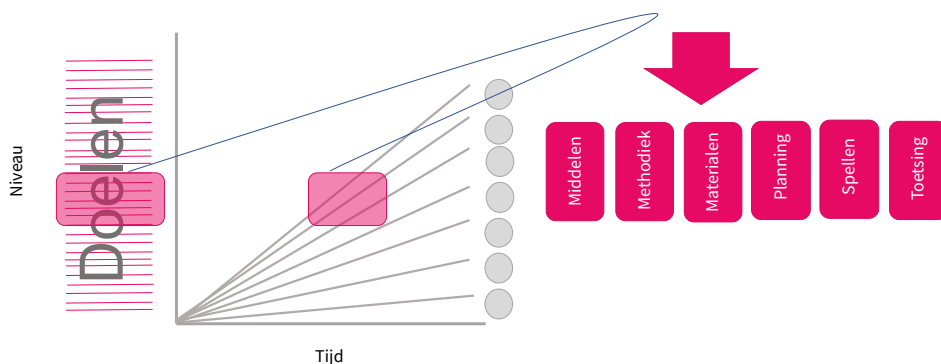 Niveau
Doelen
Tijd
Middelen
Methodiek
Materialen
Planning
Spellen
Toetsing